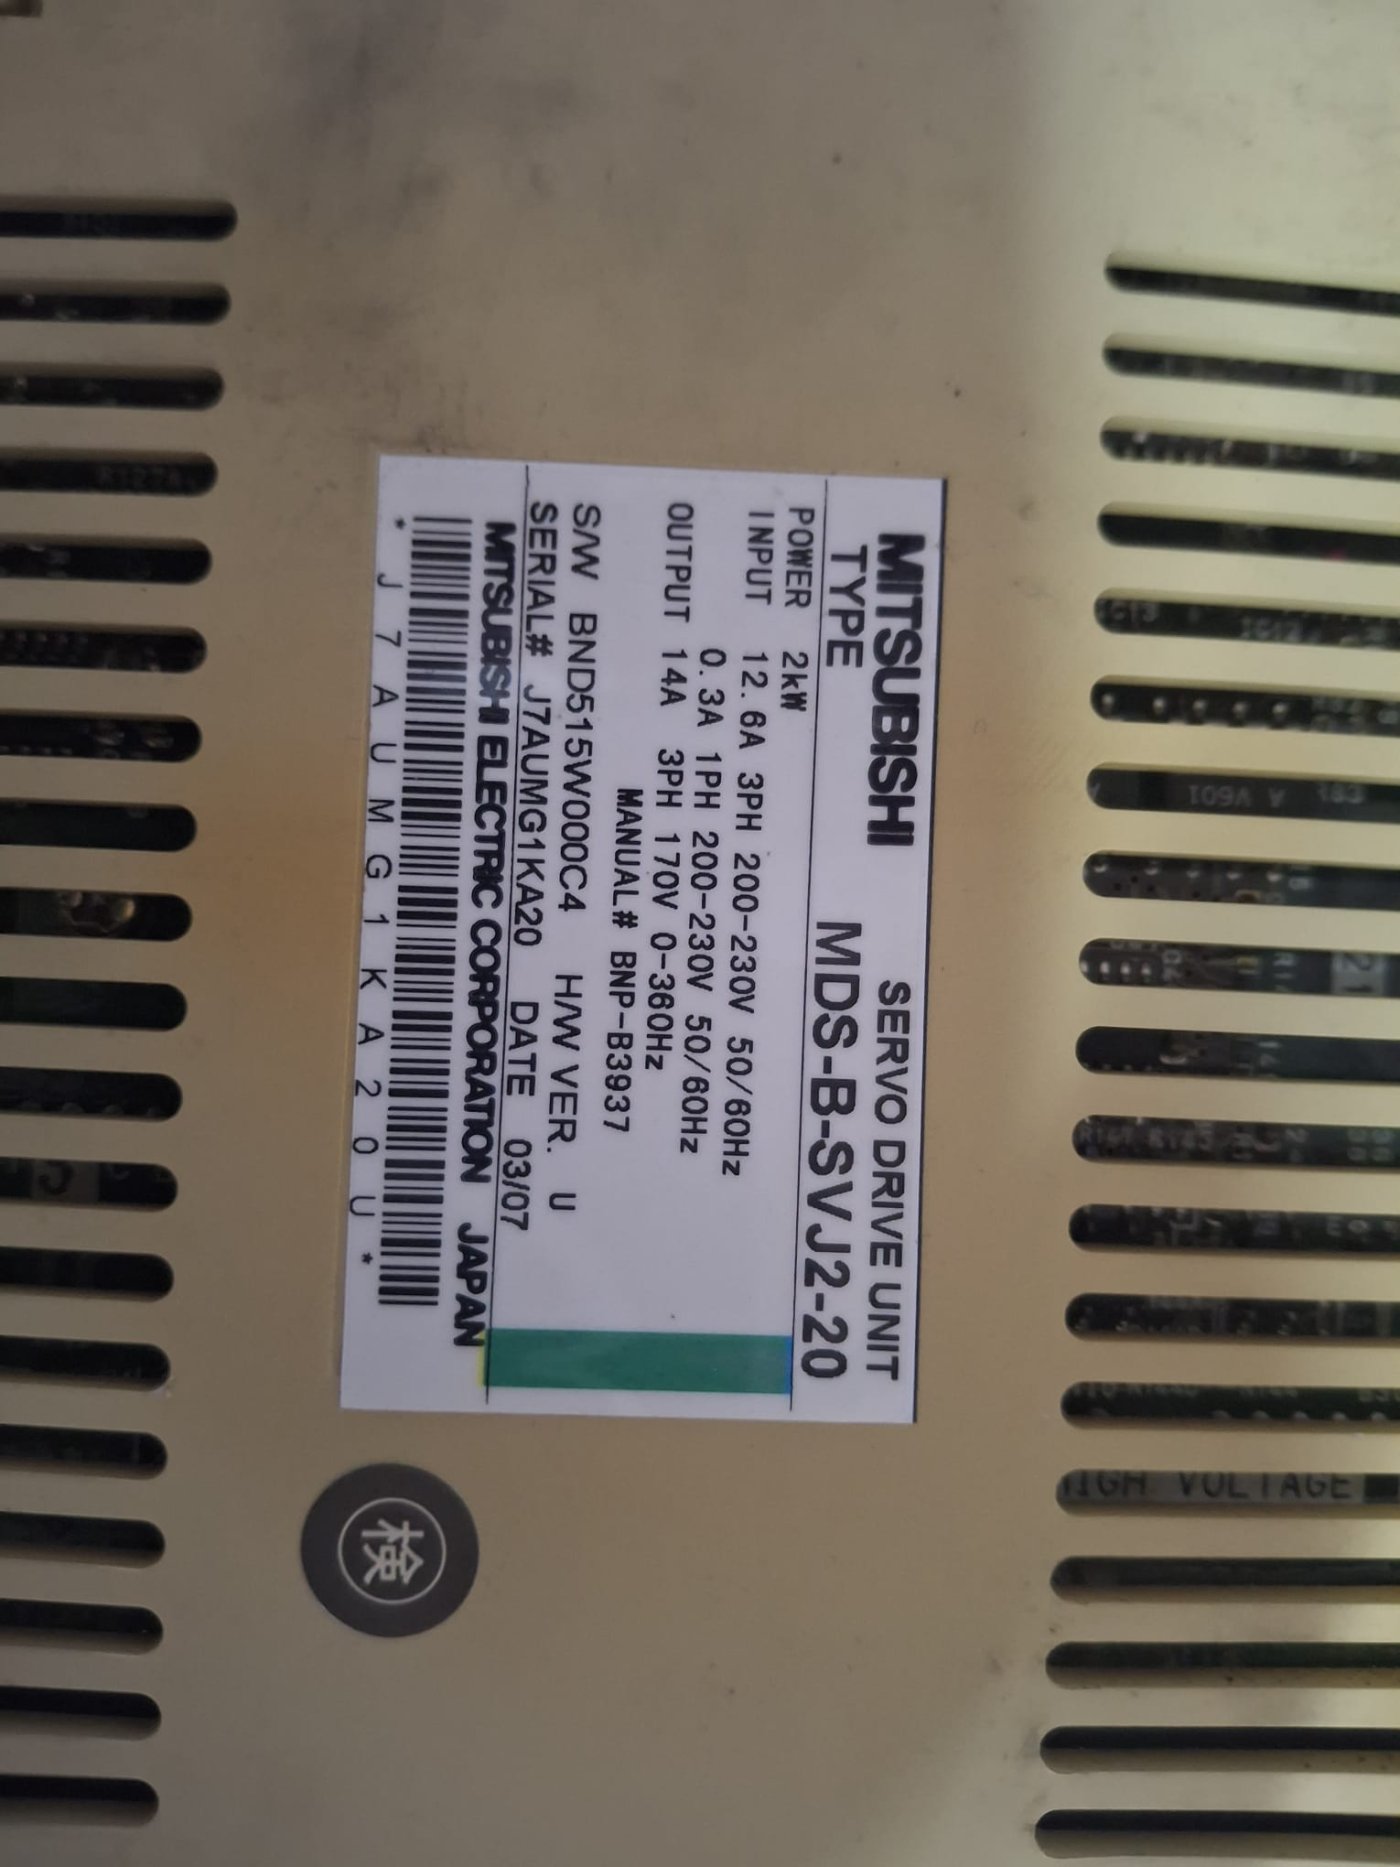 MITSUBISHI SERVO DRIVE UNIT
TYPE MDS-B-SVJ2-20
POWER 2kW
INPUT 12.6A 3PH 200-230V 50/60Hz
0.3A 1PH 200-230V 50/60Hz
OUTPUT 14A 3PH 170V 0-360Hz
MANUAL# BNP-B3937
S/W BND515W000C4 H/W VER. U
SERIAL# J7AUMG1KA20 DATE 03/07
MITSUBISHI ELECTRIC CORPORATION JAPAN
* J 7 A U M G 1 K A 2 0 U *
検
HIGH VOLTAGE